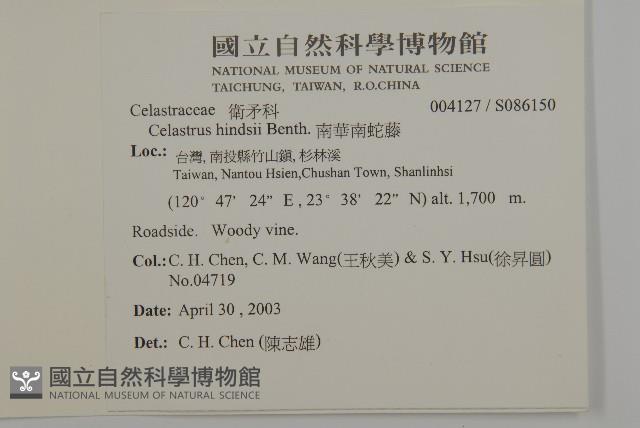 國立自然科學博物館
NATIONAL MUSEUM OF NATURAL SCIENCE
TAICHUNG, TAIWAN, R.O.CHINA
Celastraceae 衛矛科 004127 / S086150
Celastrus hindsii Benth. 南華南蛇藤
Loc.: 台灣, 南投縣竹山鎮, 杉林溪
Taiwan, Nantou Hsien,Chushan Town, Shanlinhsi
(120° 47' 24" E , 23° 38' 22" N) alt. 1,700 m.
Roadside. Woody vine.
Col.: C. H. Chen, C. M. Wang(王秋美) & S. Y. Hsu(徐昇圓)
No.04719
Date: April 30 , 2003
Det.: C. H. Chen (陳志雄)
國立自然科學博物館
NATIONAL MUSEUM OF NATURAL SCIENCE